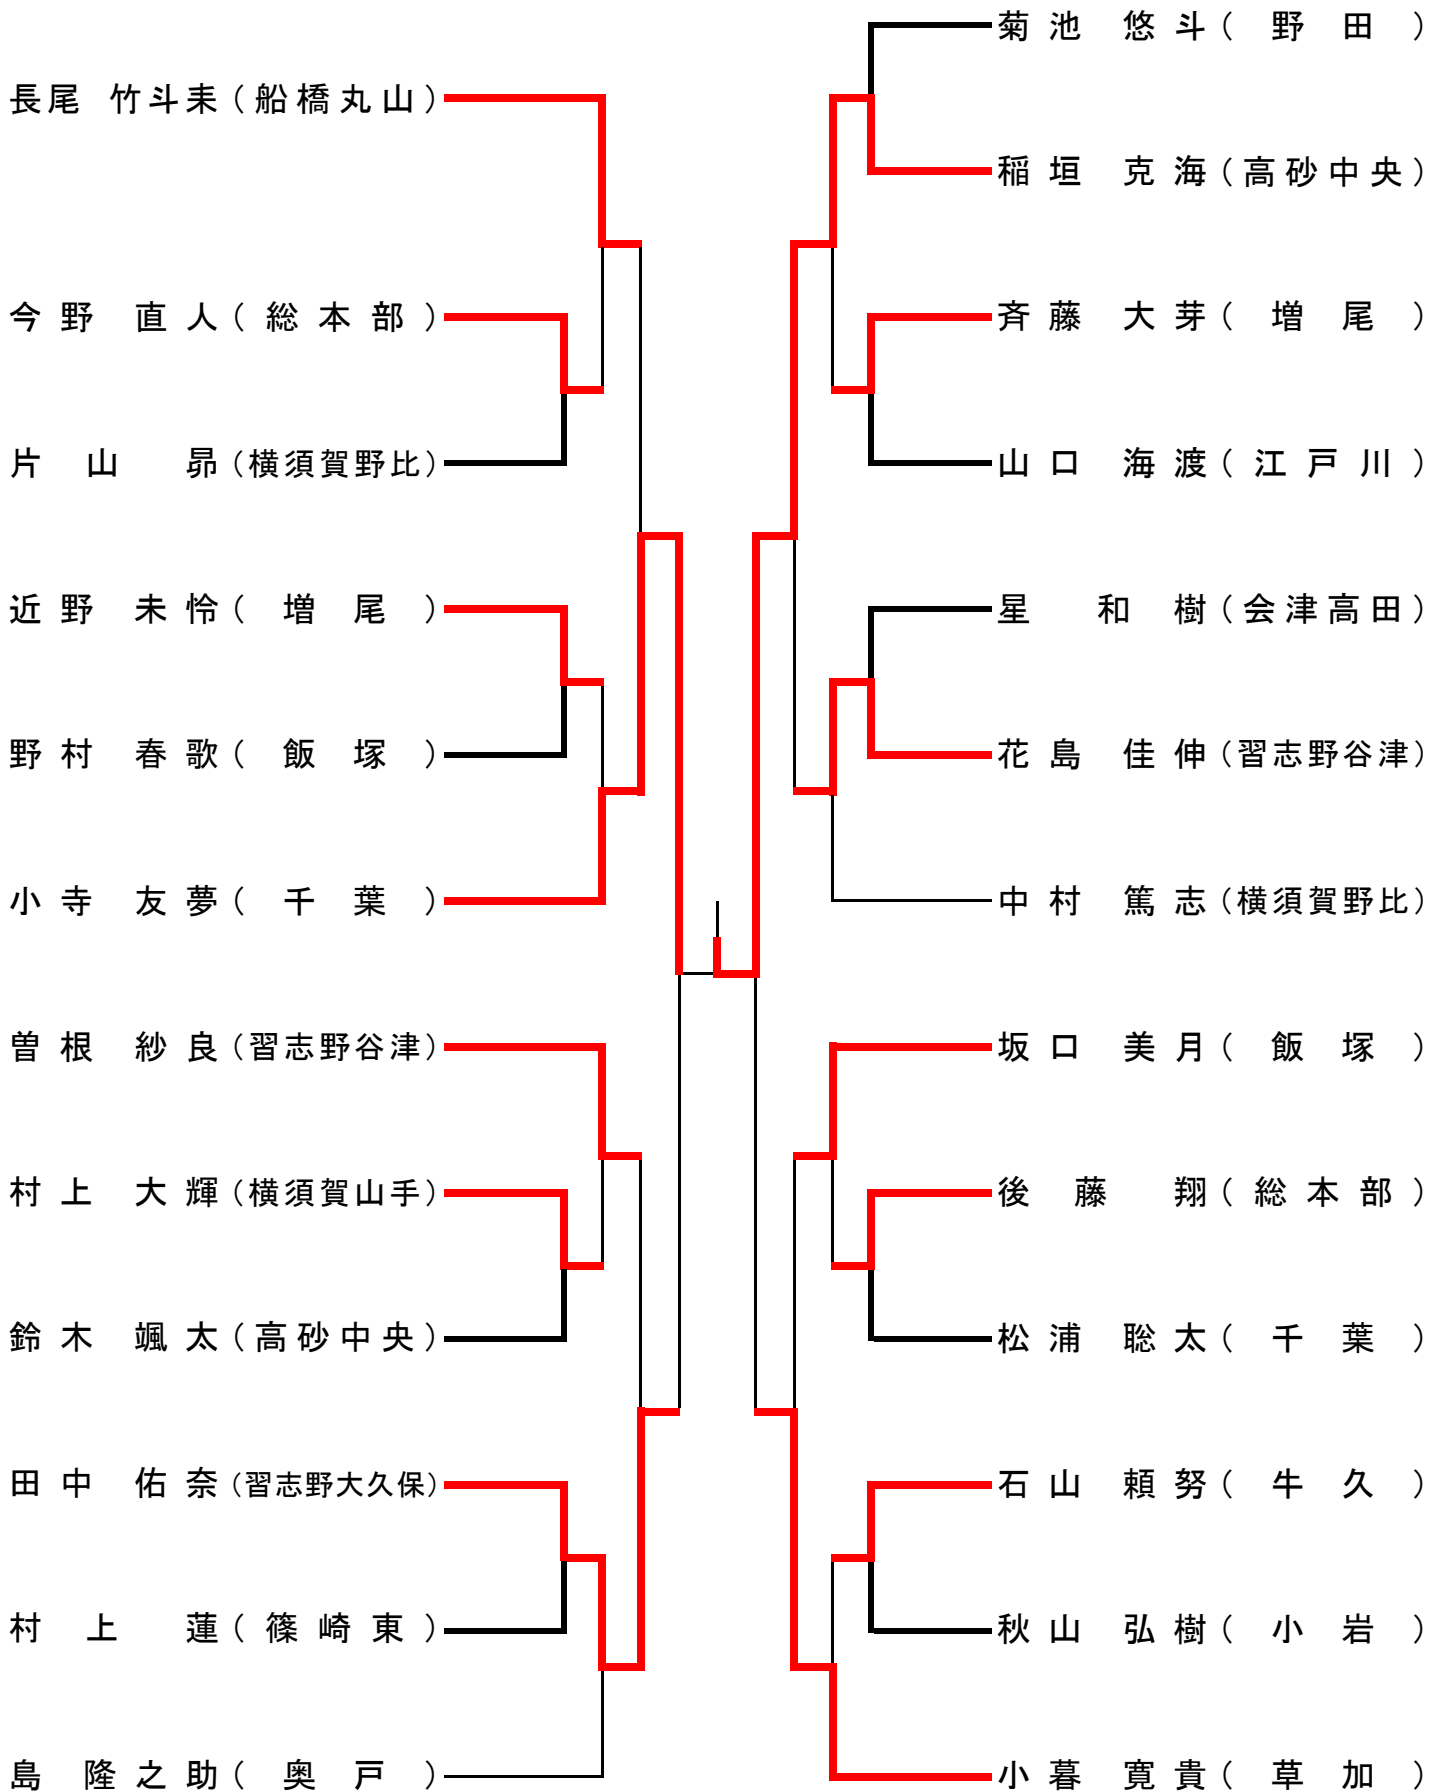 長尾 竹斗耒(船橋丸山)
今野 直人(総本部)
片山 昴(横須賀野比)
近野 未怜(増尾)
野村 春歌(飯塚)
小寺 友夢(千葉)
曽根 紗良(習志野谷津)
村上 大輝(横須賀山手)
鈴木 颯太(高砂中央)
田中 佑奈(習志野大久保)
村上 蓮(篠崎東)
島 隆之助(奥戸)
菊池 悠斗(野田)
稲垣 克海(高砂中央)
斉藤 大芽(増尾)
山口 海渡(江戸川)
星 和樹(会津高田)
花島 佳伸(習志野谷津)
中村 篤志(横須賀野比)
坂口 美月(飯塚)
後藤 翔(総本部)
松浦 聡太(千葉)
石山 頼努(牛久)
秋山 弘樹(小岩)
小暮 寛貴(草加)